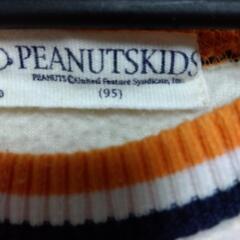 PEANUTSKIDS
PEANUTS©United Feature Syndicate, Inc.
(95)